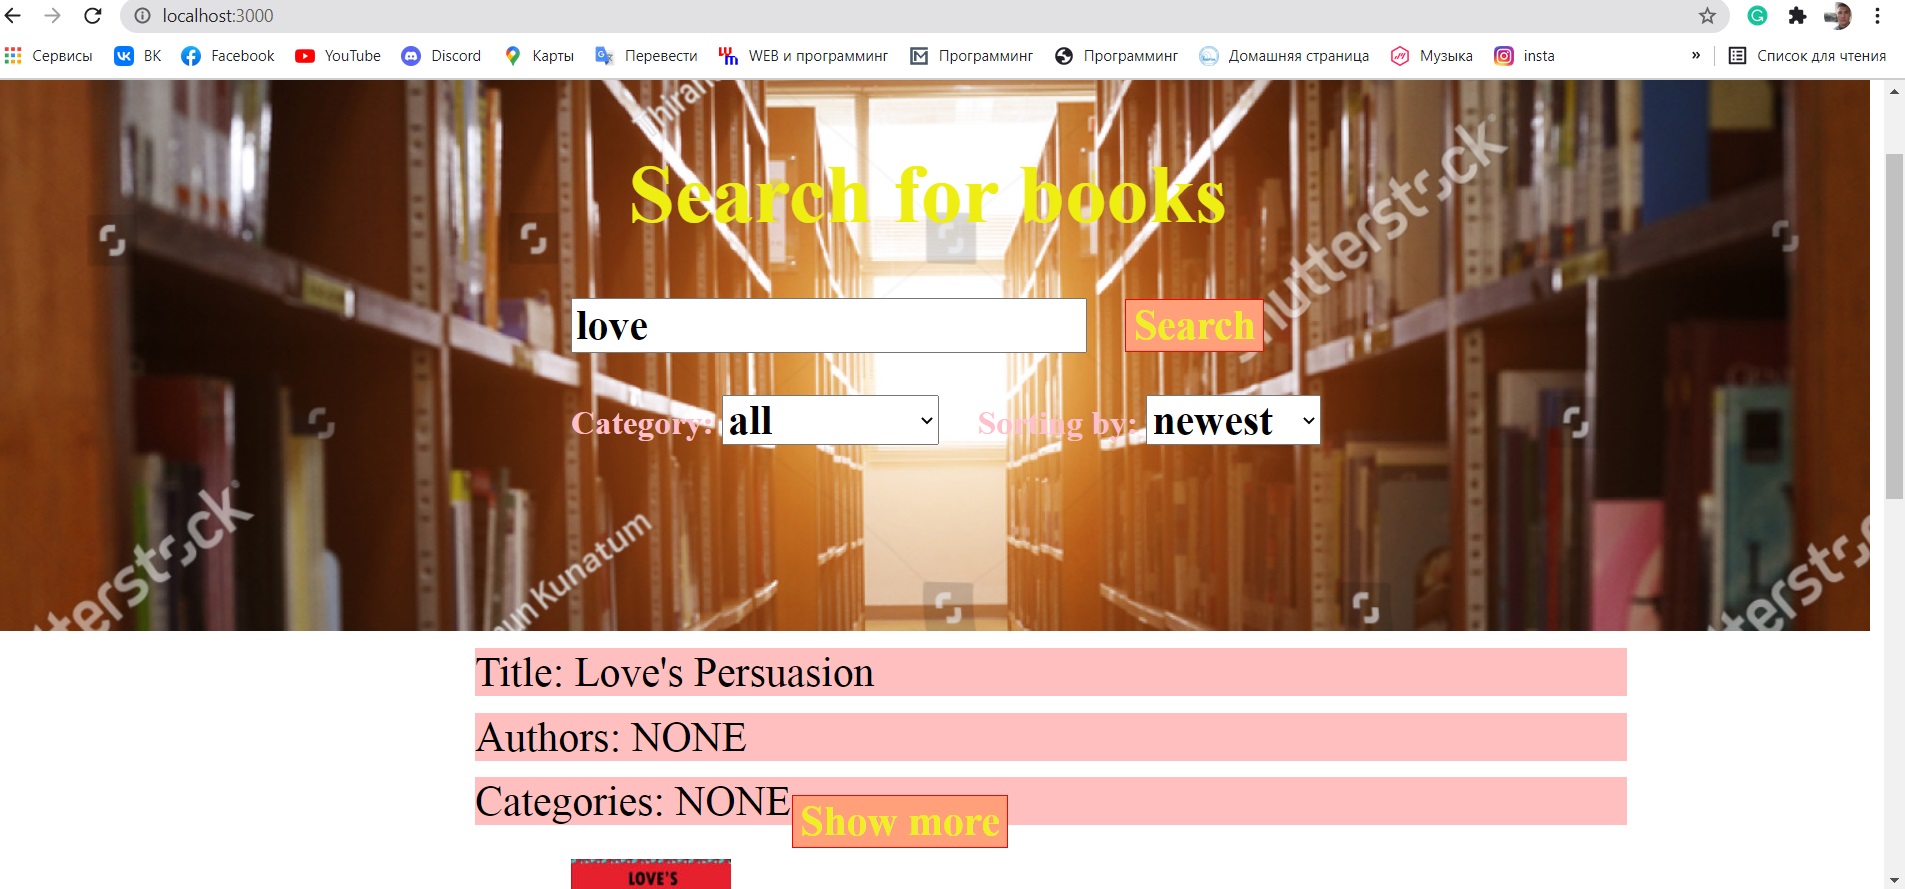 localhost:3000
Сервисы ВК Facebook YouTube Discord Карты Перевести WEB и программинг Программинг Программинг Домашняя страница Музыка insta » Список для чтения
Search for books
love Search
Category: all Sorting by: newest
shutterstock
Kunatum
Title: Love's Persuasion
Authors: NONE
Categories: NONE
Show more
LOVE'S